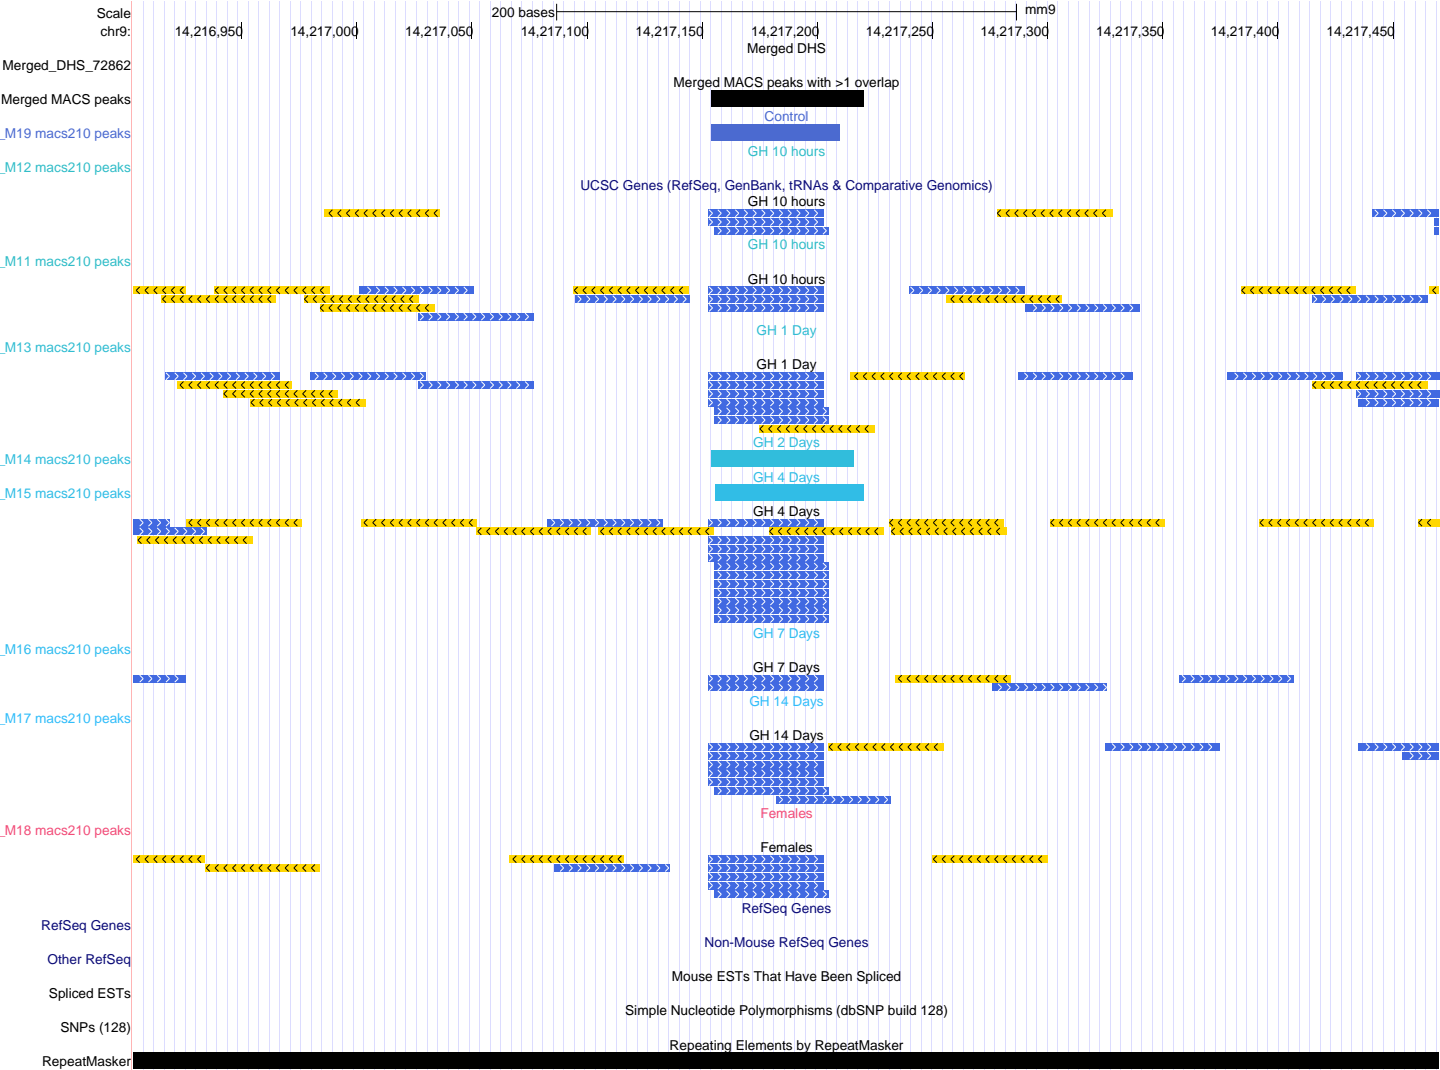 Scale 200 bases mm9
chr9: 14,216,950 14,217,000 14,217,050 14,217,100 14,217,150 14,217,200 14,217,250 14,217,300 14,217,350 14,217,400 14,217,450
Merged DHS
Merged_DHS_72862
Merged MACS peaks with >1 overlap
Merged MACS peaks
Control
_M19 macs210 peaks
GH 10 hours
_M12 macs210 peaks
UCSC Genes (RefSeq, GenBank, tRNAs & Comparative Genomics)
GH 10 hours
GH 10 hours
_M11 macs210 peaks
GH 10 hours
GH 1 Day
_M13 macs210 peaks
GH 1 Day
GH 2 Days
_M14 macs210 peaks
GH 4 Days
_M15 macs210 peaks
GH 4 Days
GH 7 Days
_M16 macs210 peaks
GH 7 Days
GH 14 Days
_M17 macs210 peaks
GH 14 Days
Females
_M18 macs210 peaks
Females
RefSeq Genes
RefSeq Genes
Non-Mouse RefSeq Genes
Other RefSeq
Mouse ESTs That Have Been Spliced
Spliced ESTs
Simple Nucleotide Polymorphisms (dbSNP build 128)
SNPs (128)
Repeating Elements by RepeatMasker
RepeatMasker